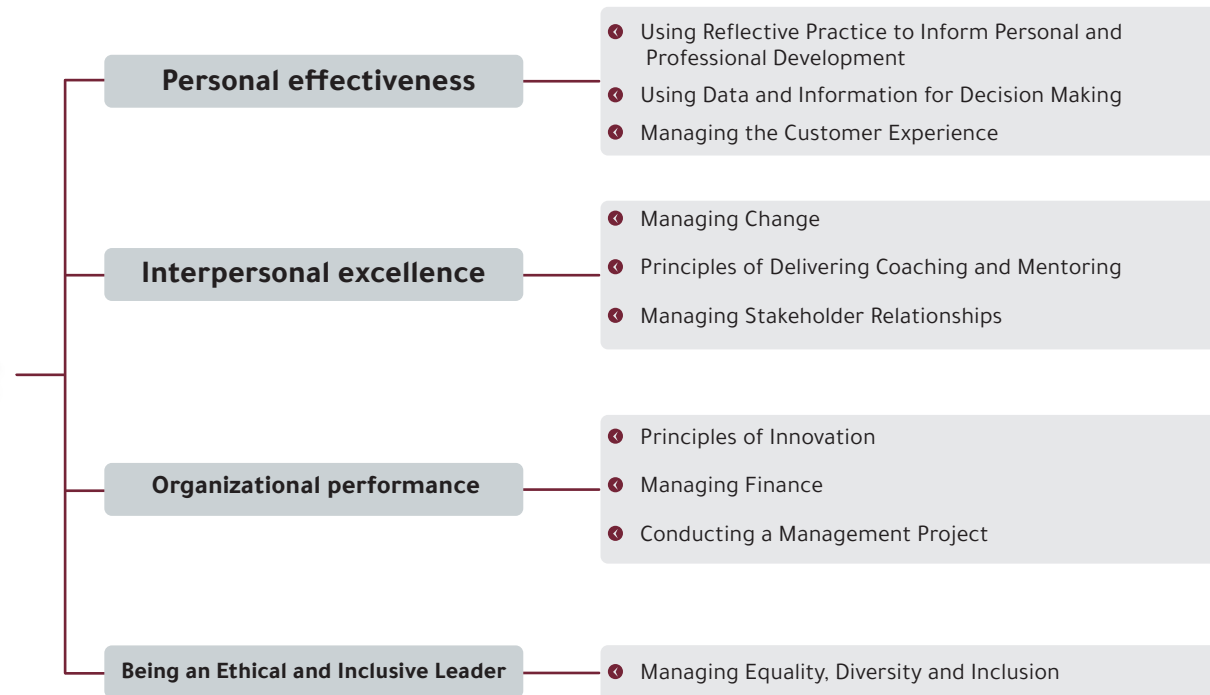 Personal effectiveness
Using Reflective Practice to Inform Personal and
Professional Development
Using Data and Information for Decision Making
Managing the Customer Experience
Interpersonal excellence
Managing Change
Principles of Delivering Coaching and Mentoring
Managing Stakeholder Relationships
Organizational performance
Principles of Innovation
Managing Finance
Conducting a Management Project
Being an Ethical and Inclusive Leader
Managing Equality, Diversity and Inclusion